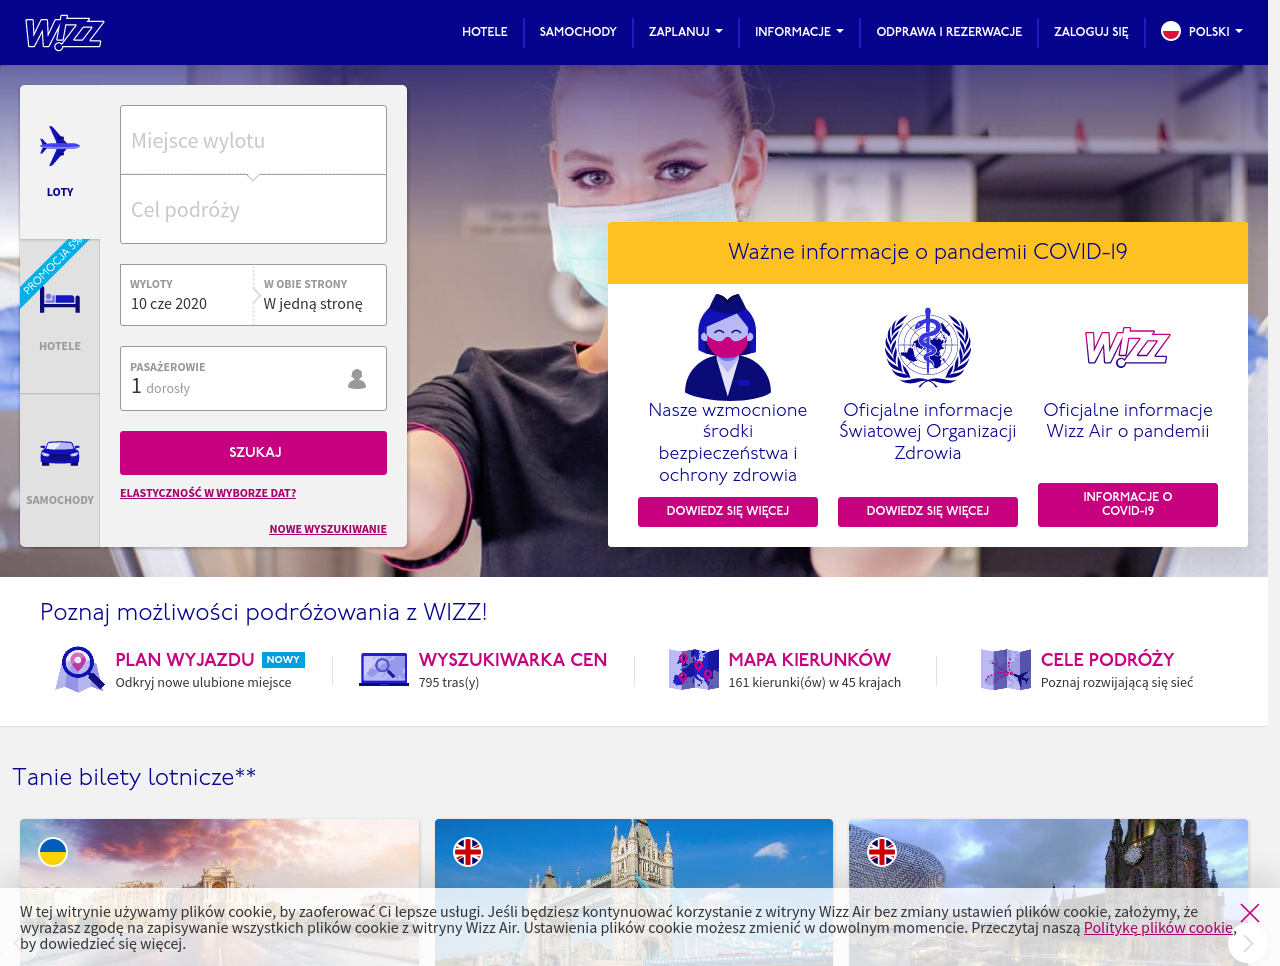 WIZZ
HOTELE
SAMOCHODY
ZAPLANUJ
INFORMACJE
ODPRAWA I REZERWACJE
ZALOGUJ SIĘ
POLSKI
LOTY
PROMOCJA 5%
HOTELE
SAMOCHODY
Miejsce wylotu
Cel podróży
WYLOTY
10 cze 2020
W OBIE STRONY
W jedną stronę
PASAŻEROWIE
1 dorosły
SZUKAJ
ELASTYCZNOŚĆ W WYBORZE DAT?
NOWE WYSZUKIWANIE
Ważne informacje o pandemii COVID-19
Nasze wzmocnione
środki
bezpieczeństwa i
ochrony zdrowia
DOWIEDZ SIĘ WIĘCEJ
Oficjalne informacje
Światowej Organizacji
Zdrowia
DOWIEDZ SIĘ WIĘCEJ
WIZZ
Oficjalne informacje
Wizz Air o pandemii
INFORMACJE O
COVID-19
Poznaj możliwości podróżowania z WIZZ!
PLAN WYJAZDU NOWY
Odkryj nowe ulubione miejsce
WYSZUKIWARKA CEN
795 tras(y)
MAPA KIERUNKÓW
161 kierunki(ów) w 45 krajach
CELE PODRÓŻY
Poznaj rozwijającą się sieć
Tanie bilety lotnicze**
W tej witrynie używamy plików cookie, by zaoferować Ci lepsze usługi. Jeśli będziesz kontynuować korzystanie z witryny Wizz Air bez zmiany ustawień plików cookie, założymy, że
wyrażasz zgodę na zapisywanie wszystkich plików cookie z witryny Wizz Air. Ustawienia plików cookie możesz zmienić w dowolnym momencie. Przeczytaj naszą Politykę plików cookie,
by dowiedzieć się więcej.